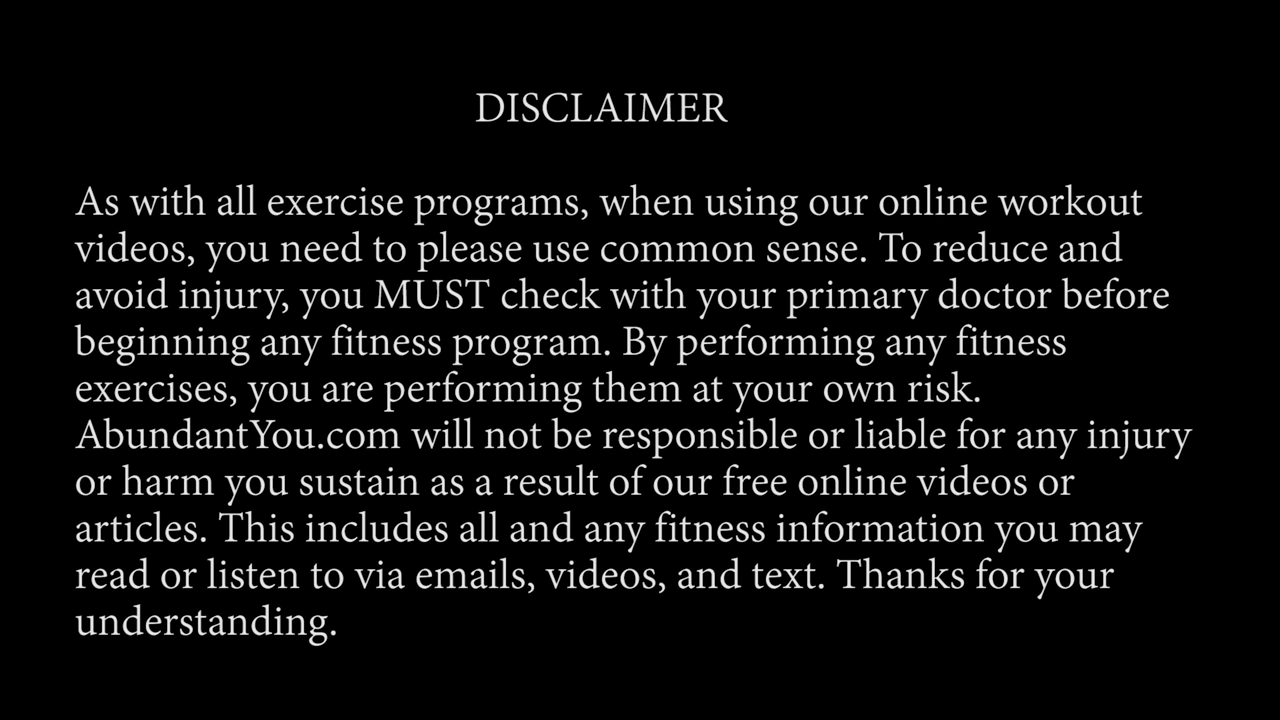 DISCLAIMER
As with all exercise programs, when using our online workout
videos, you need to please use common sense. To reduce and
avoid injury, you MUST check with your primary doctor before
beginning any fitness program. By performing any fitness
exercises, you are performing them at your own risk.
AbundantYou.com will not be responsible or liable for any injury
or harm you sustain as a result of our free online videos or
articles. This includes all and any fitness information you may
read or listen to via emails, videos, and text. Thanks for your
understanding.